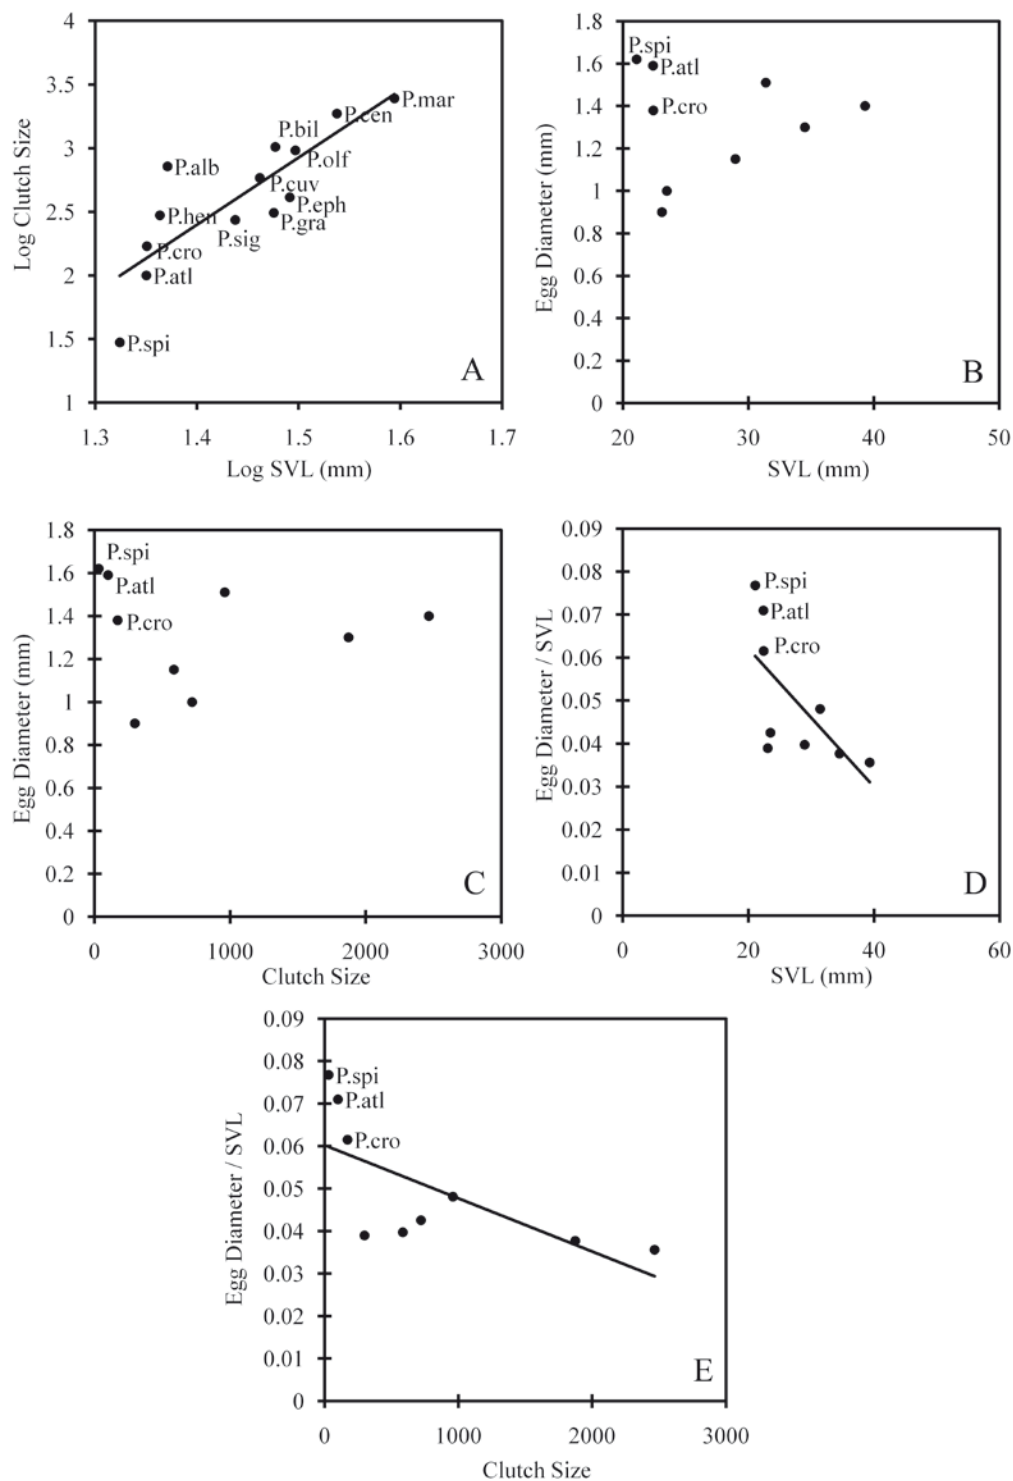 4
3.5
3
2.5
2
1.5
1
Log Clutch Size
P.mar
P.cen
P.bil
P.olf
P.alb
P.cuv
P.eph
P.hen
P.gra
P.sig
P.cro
P.atl
P.spi
A
1.3 1.4 1.5 1.6 1.7
Log SVL (mm)
1.8
1.6
1.4
1.2
1
0.8
0.6
0.4
0.2
0
Egg Diameter (mm)
P.spi
P.atl
P.cro
B
20 30 40 50
SVL (mm)
1.8
1.6
1.4
1.2
1
0.8
0.6
0.4
0.2
0
Egg Diameter (mm)
P.spi
P.atl
P.cro
C
0 1000 2000 3000
Clutch Size
0.09
0.08
0.07
0.06
0.05
0.04
0.03
0.02
0.01
0
Egg Diameter / SVL
P.spi
P.atl
P.cro
D
0 20 40 60
SVL (mm)
0.09
0.08
0.07
0.06
0.05
0.04
0.03
0.02
0.01
0
Egg Diameter / SVL
P.spi
P.atl
P.cro
E
0 1000 2000 3000
Clutch Size